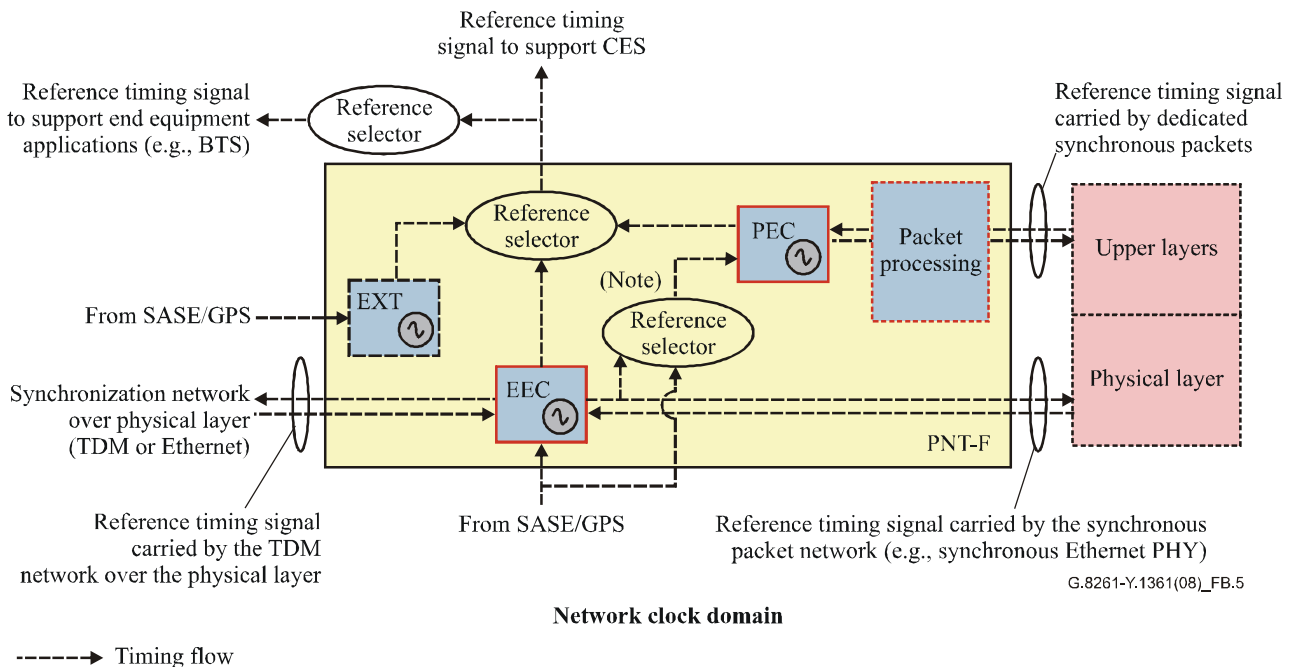 Reference timing
signal to support CES
Reference timing signal
to support end equipment
applications (e.g., BTS)
Reference
selector
Reference timing signal
carried by dedicated
synchronous packets
Reference
selector
PEC
Packet
processing
Upper layers
(Note)
EXT
From SASE/GPS
Reference
selector
Physical layer
EEC
Synchronization network
over physical layer
(TDM or Ethernet)
PNT-F
From SASE/GPS
Reference timing signal
carried by the TDM
network over the physical layer
Reference timing signal carried by the synchronous
packet network (e.g., synchronous Ethernet PHY)
G.8261-Y.1361(08)_FB.5
Network clock domain
Timing flow